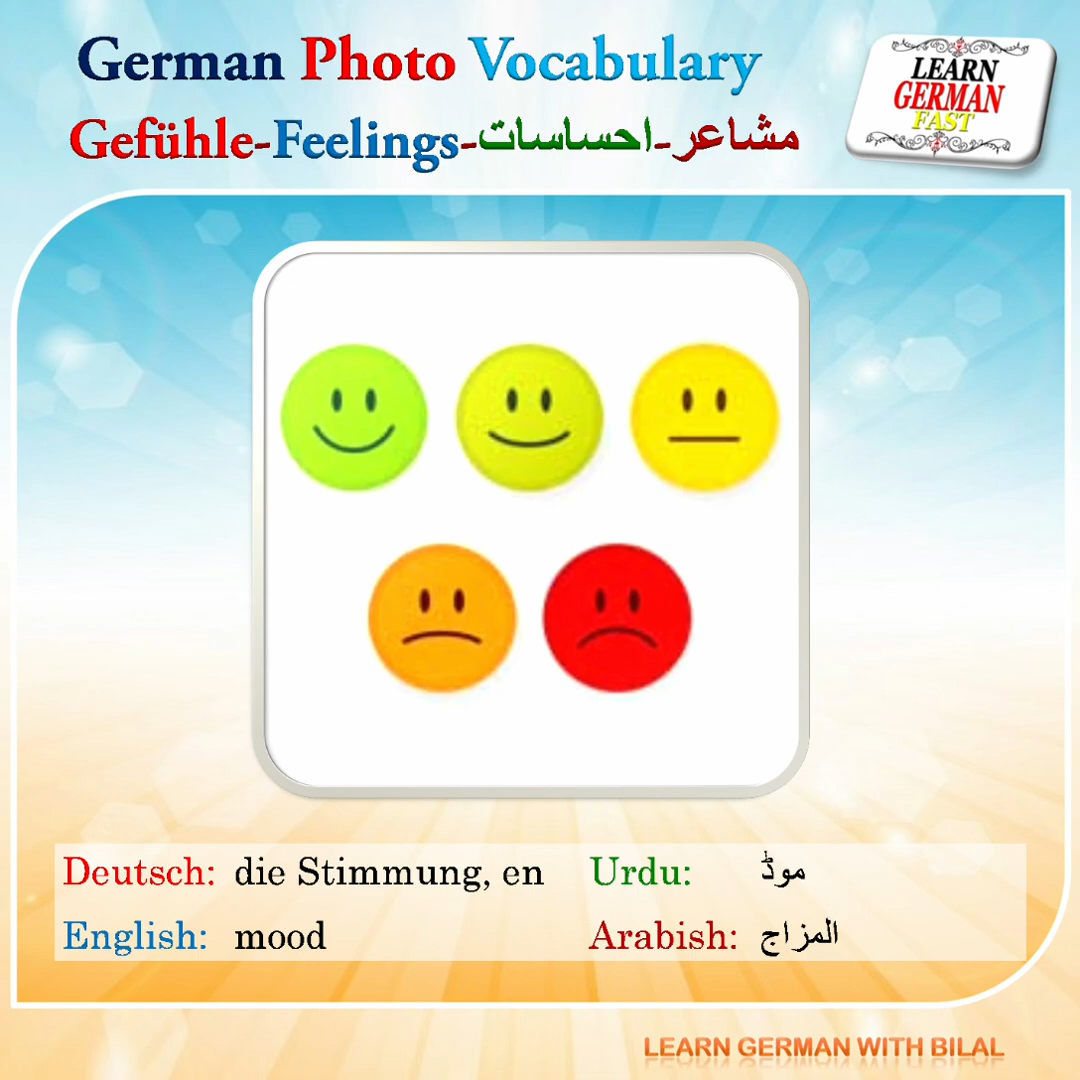 German Photo Vocabulary
Gefühle-Feelings-احساسات-مشاعر
LEARN
GERMAN
FAST
Deutsch: die Stimmung, en
Urdu: موڈ
English: mood
Arabish: المزاج
LEARN GERMAN WITH BILAL